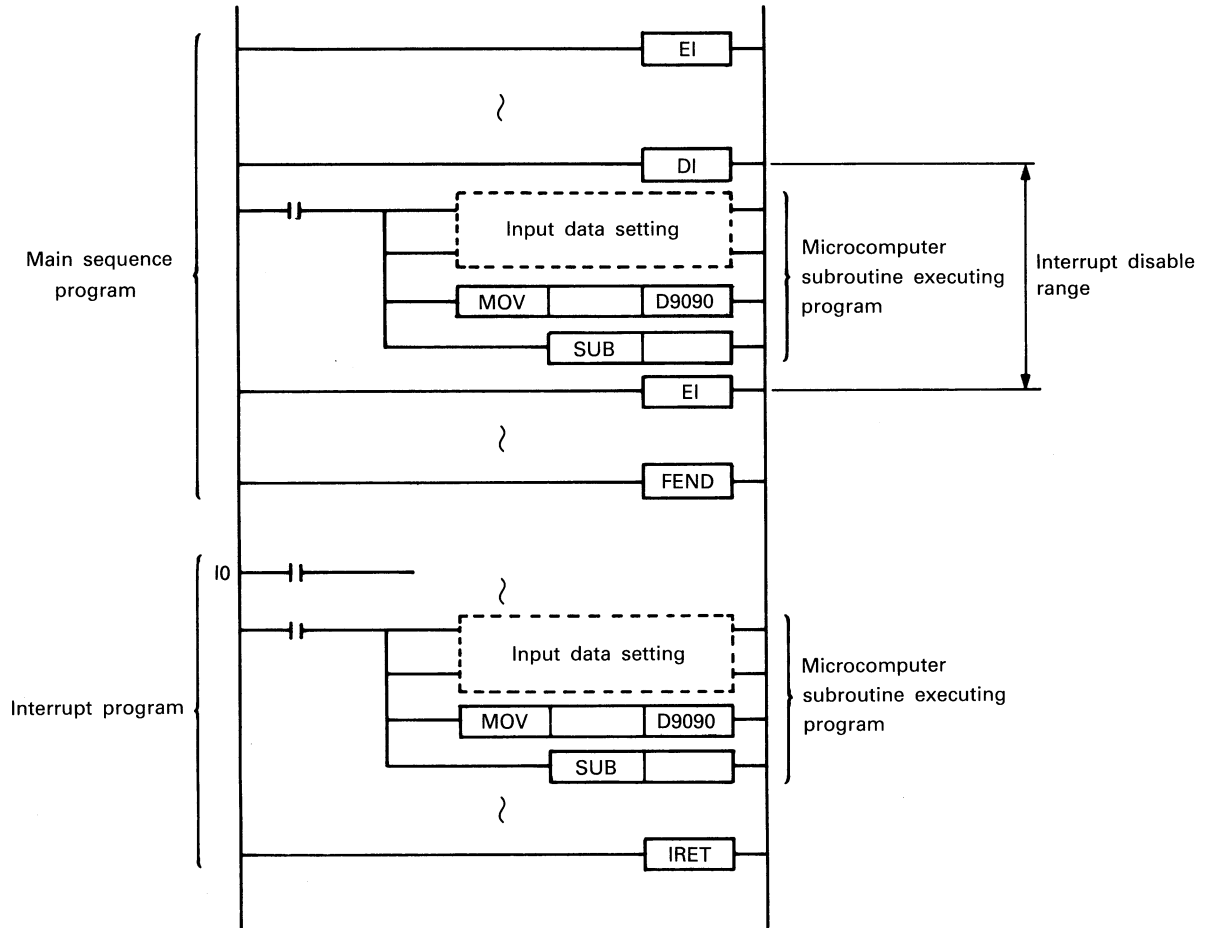 EI
DI
Input data setting
MOV D9090
SUB
Microcomputer
subroutine executing
program
Interrupt disable
range
Main sequence
program
EI
FEND
I0
Input data setting
MOV D9090
SUB
Microcomputer
subroutine executing
program
Interrupt program
IRET